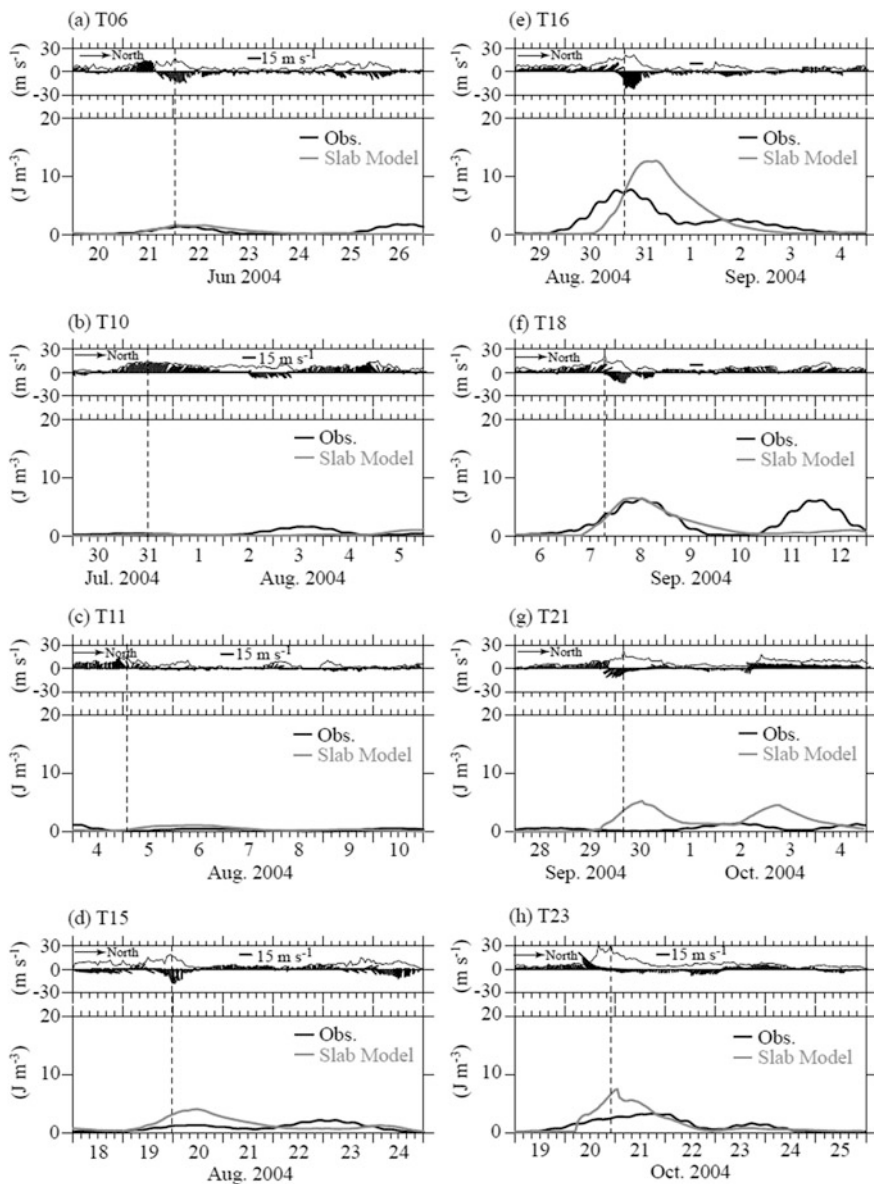 (a) T06
30
0
-30
(m s-1)
North
15 m s-1
20
10
0
(J m-3)
Obs.
Slab Model
20 21 22 23 24 25 26
Jun 2004
(b) T10
30
0
-30
(m s-1)
North
15 m s-1
20
10
0
(J m-3)
Obs.
Slab Model
30 31 1 2 3 4 5
Jul. 2004 Aug. 2004
(c) T11
30
0
-30
(m s-1)
North
15 m s-1
20
10
0
(J m-3)
Obs.
Slab Model
4 5 6 7 8 9 10
Aug. 2004
(d) T15
30
0
-30
(m s-1)
North
15 m s-1
20
10
0
(J m-3)
Obs.
Slab Model
18 19 20 21 22 23 24
Aug. 2004
(e) T16
30
0
-30
(m s-1)
North
20
10
0
(J m-3)
Obs.
Slab Model
29 30 31 1 2 3 4
Aug. 2004 Sep. 2004
(f) T18
30
0
-30
(m s-1)
North
20
10
0
(J m-3)
Obs.
Slab Model
6 7 8 9 10 11 12
Sep. 2004
(g) T21
30
0
-30
(m s-1)
North
20
10
0
(J m-3)
Obs.
Slab Model
28 29 30 1 2 3 4
Sep. 2004 Oct. 2004
(h) T23
30
0
-30
(m s-1)
North
15 m s-1
20
10
0
(J m-3)
Obs.
Slab Model
19 20 21 22 23 24 25
Oct. 2004